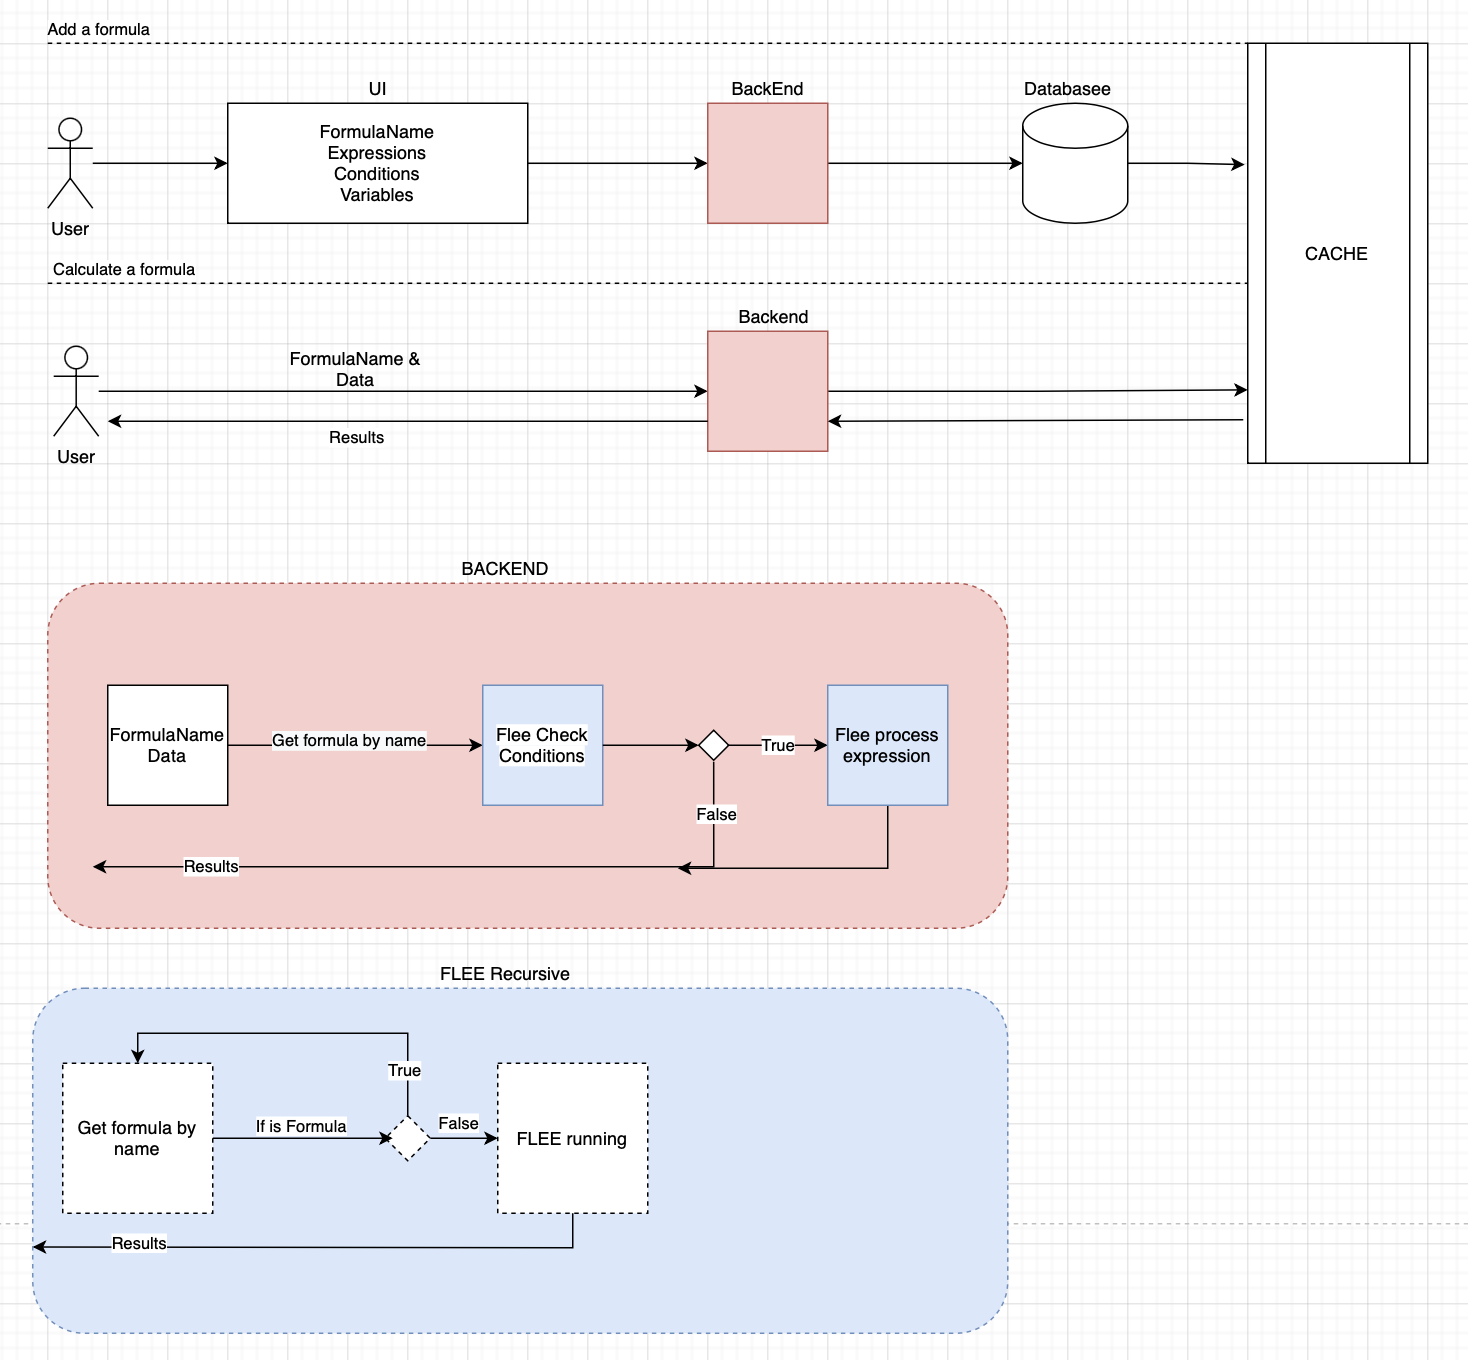 Add a formula
UI
BackEnd
Databasee
FormulaName
Expressions
Conditions
Variables
User
CACHE
Calculate a formula
Backend
FormulaName &
Data
Results
User
BACKEND
FormulaName
Data
Get formula by name
Flee Check
Conditions
True
Flee process
expression
False
Results
FLEE Recursive
True
Get formula by
name
If is Formula
False
FLEE running
Results